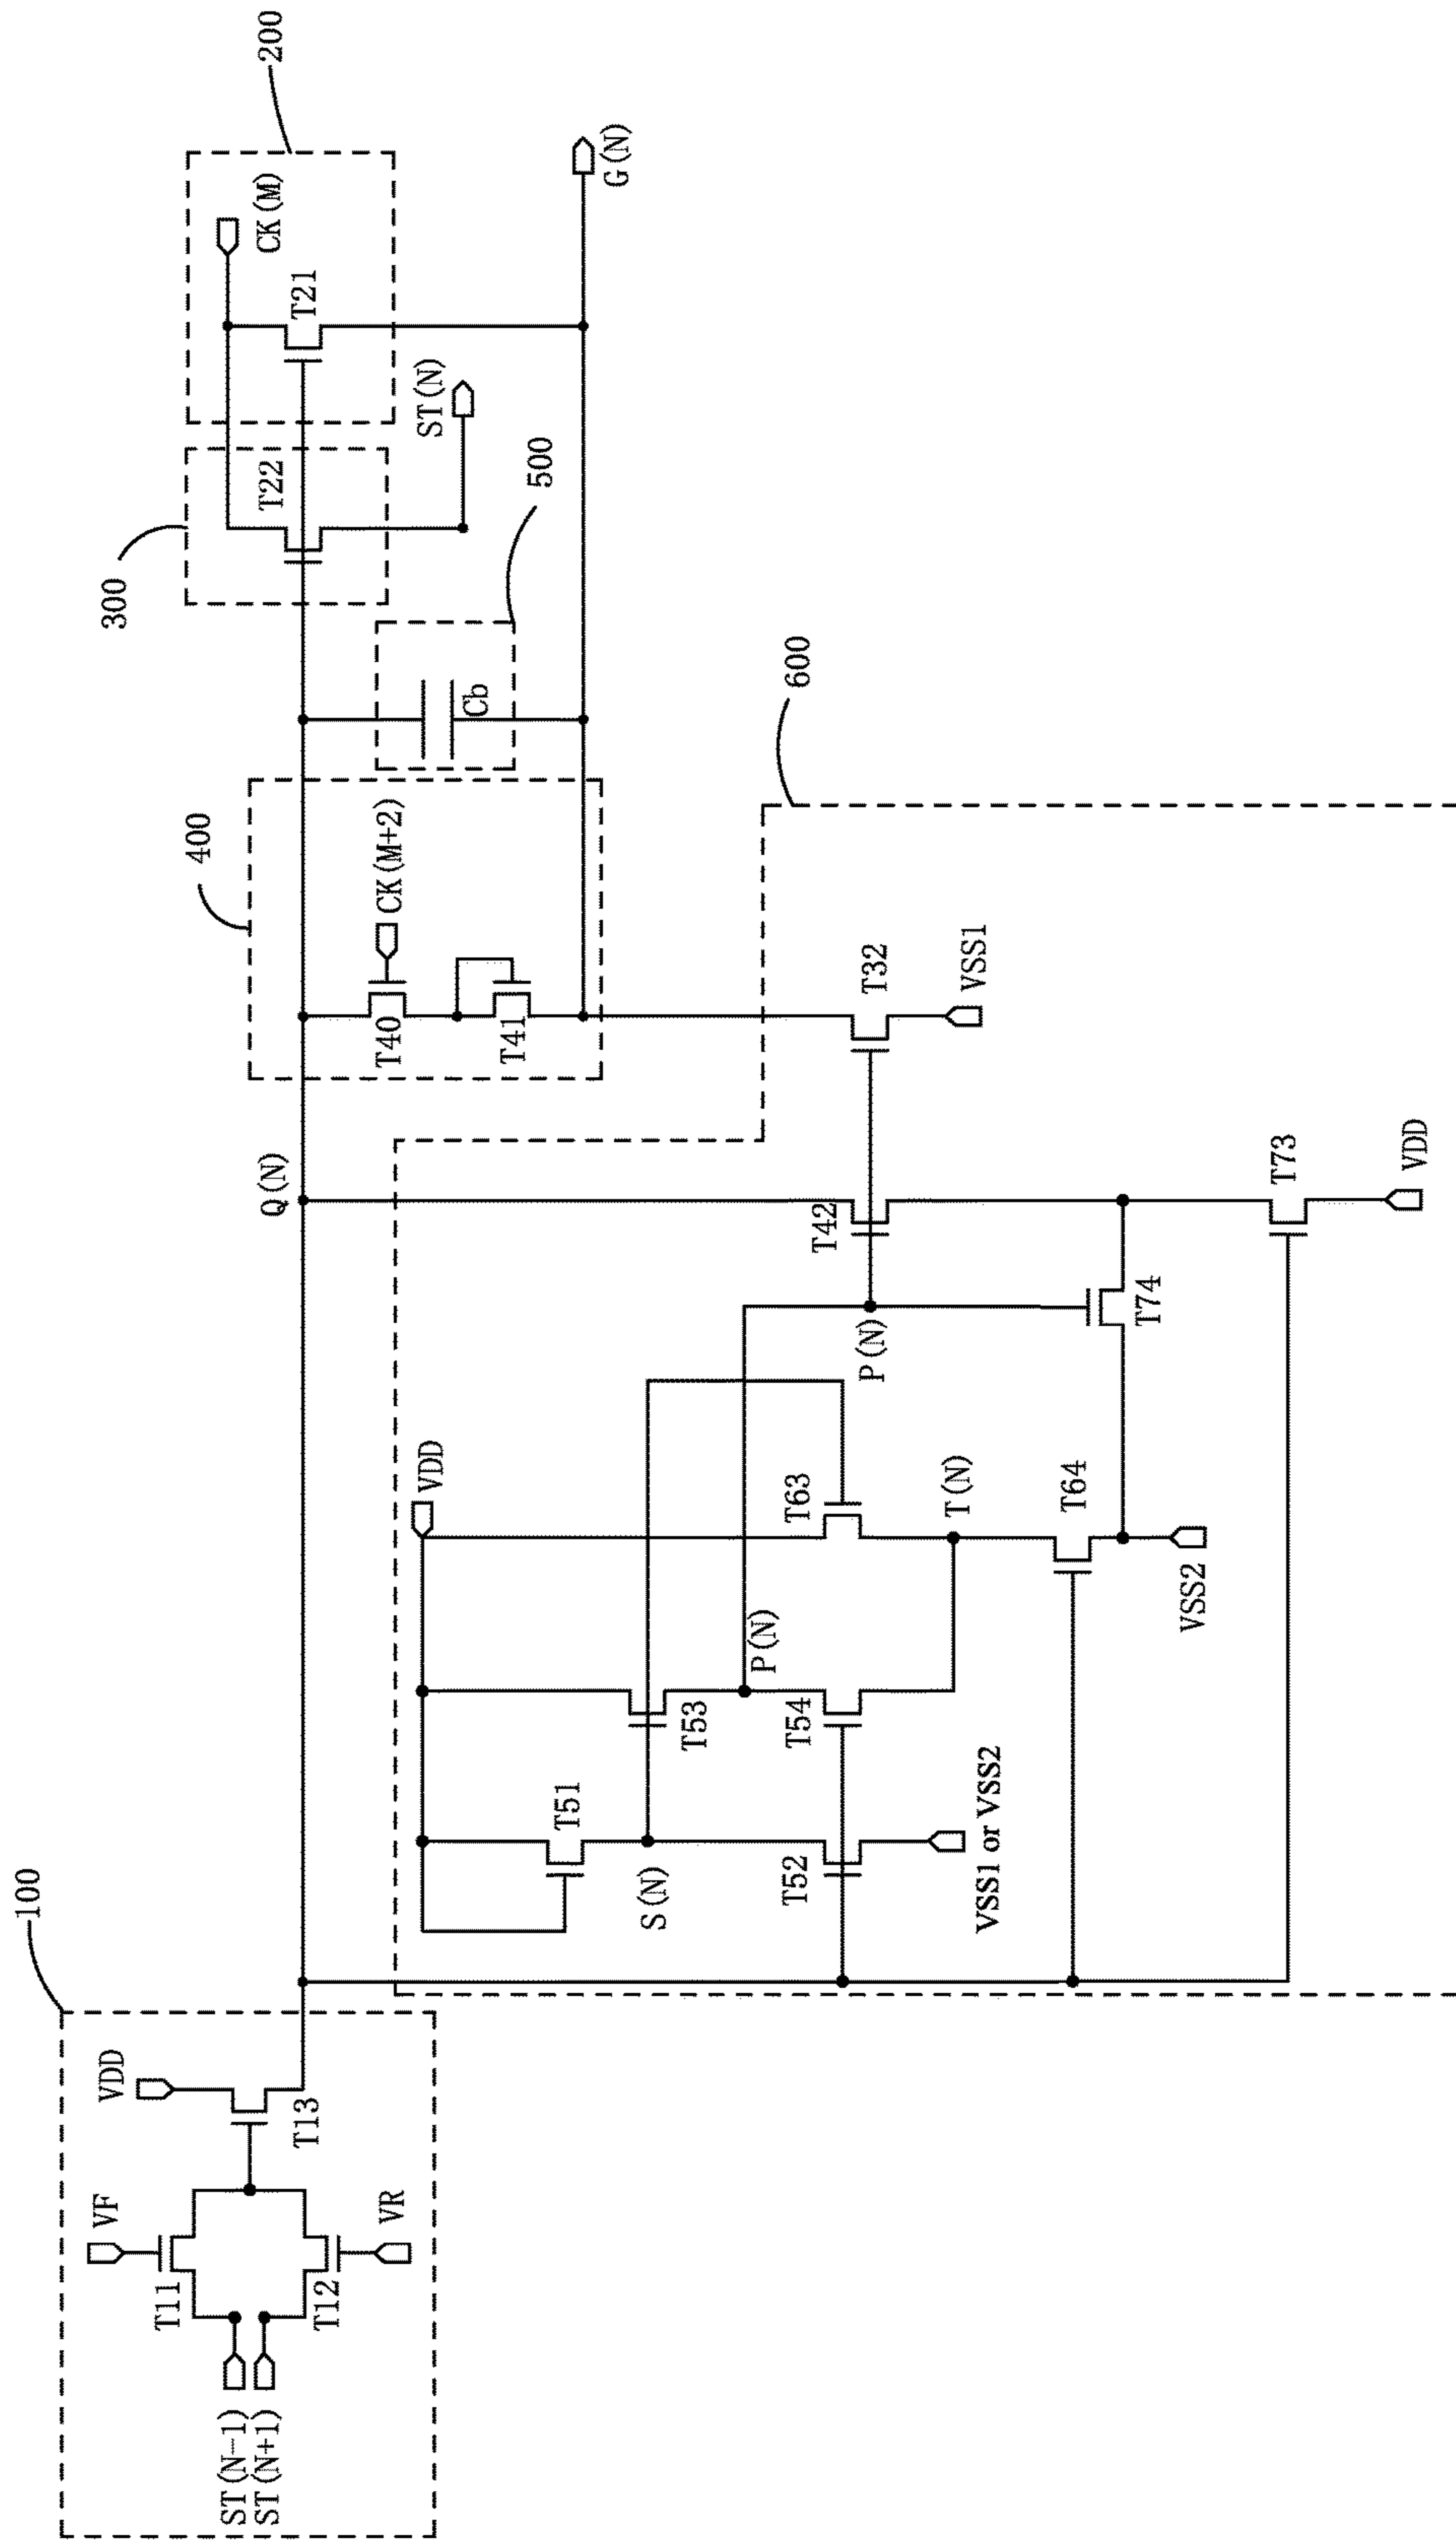 100
200
300
400
500
600
ST(N-1)
ST(N+1)
VF
T11
T12
VR
VDD
T13
Q(N)
T40
CK(M+2)
T41
Cb
T22
ST(N)
T21
CK(M)
G(N)
VDD
T51
S(N)
T52
VSS1 or VSS2
T53
P(N)
T54
T63
T(N)
T64
VSS2
P(N)
T74
T42
T32
VSS1
T73
VDD